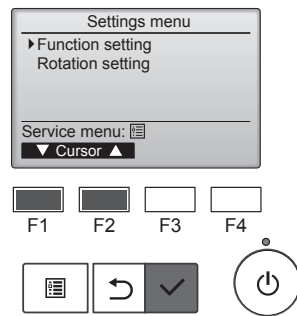 Settings menu
Function setting
Rotation setting
Service menu:
▼ Cursor ▲
F1 F2 F3 F4